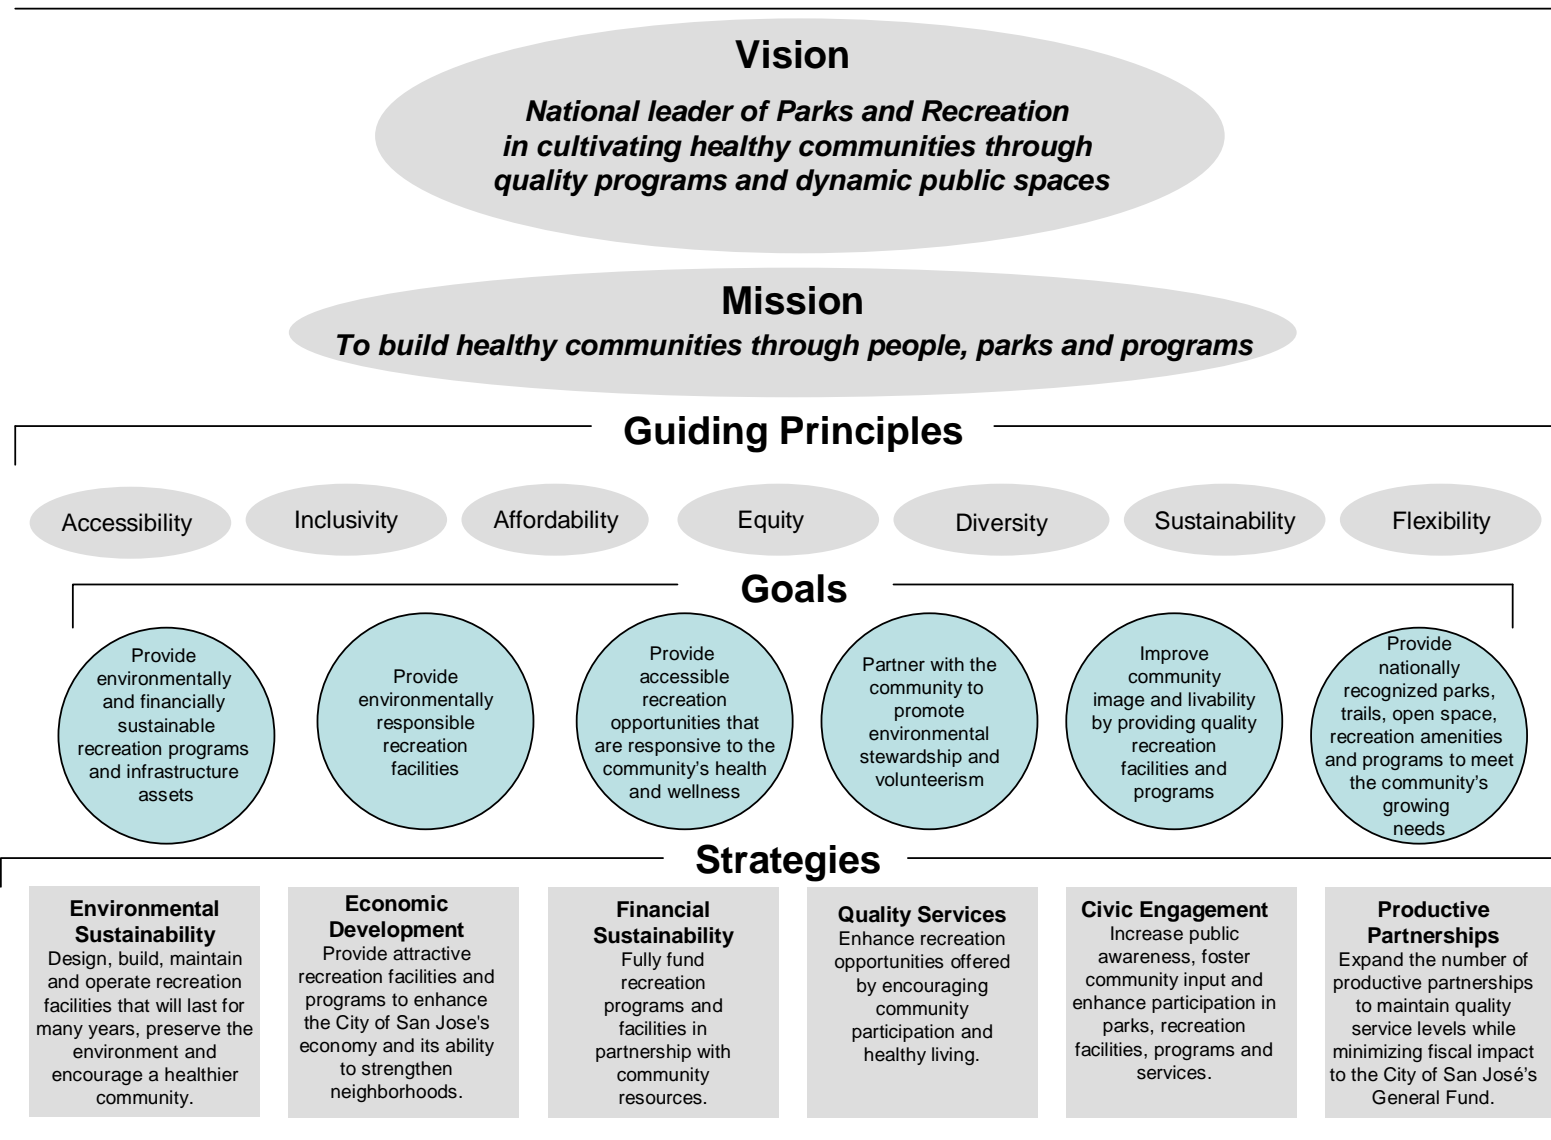 Vision
National leader of Parks and Recreation
in cultivating healthy communities through
quality programs and dynamic public spaces
Mission
To build healthy communities through people, parks and programs
Guiding Principles
Accessibility
Inclusivity
Affordability
Equity
Diversity
Sustainability
Flexibility
Goals
Provide
environmentally
and financially
sustainable
recreation programs
and infrastructure
assets
Provide
environmentally
responsible
recreation
facilities
Provide
accessible
recreation
opportunities that
are responsive to the
community's health
and wellness
Partner with the
community to
promote
environmental
stewardship and
volunteerism
Improve
community
image and livability
by providing quality
recreation
facilities and
programs
Provide
nationally
recognized parks,
trails, open space,
recreation amenities
and programs to meet
the community's
growing
needs
Strategies
Environmental
Sustainability
Design, build, maintain
and operate recreation
facilities that will last for
many years, preserve the
environment and
encourage a healthier
community.
Economic
Development
Provide attractive
recreation facilities and
programs to enhance
the City of San Jose's
economy and its ability
to strengthen
neighborhoods.
Financial
Sustainability
Fully fund
recreation
programs and
facilities in
partnership with
community
resources.
Quality Services
Enhance recreation
opportunities offered
by encouraging
community
participation and
healthy living.
Civic Engagement
Increase public
awareness, foster
community input and
enhance participation in
parks, recreation
facilities, programs and
services.
Productive
Partnerships
Expand the number of
productive partnerships
to maintain quality
service levels while
minimizing fiscal impact
to the City of San José's
General Fund.